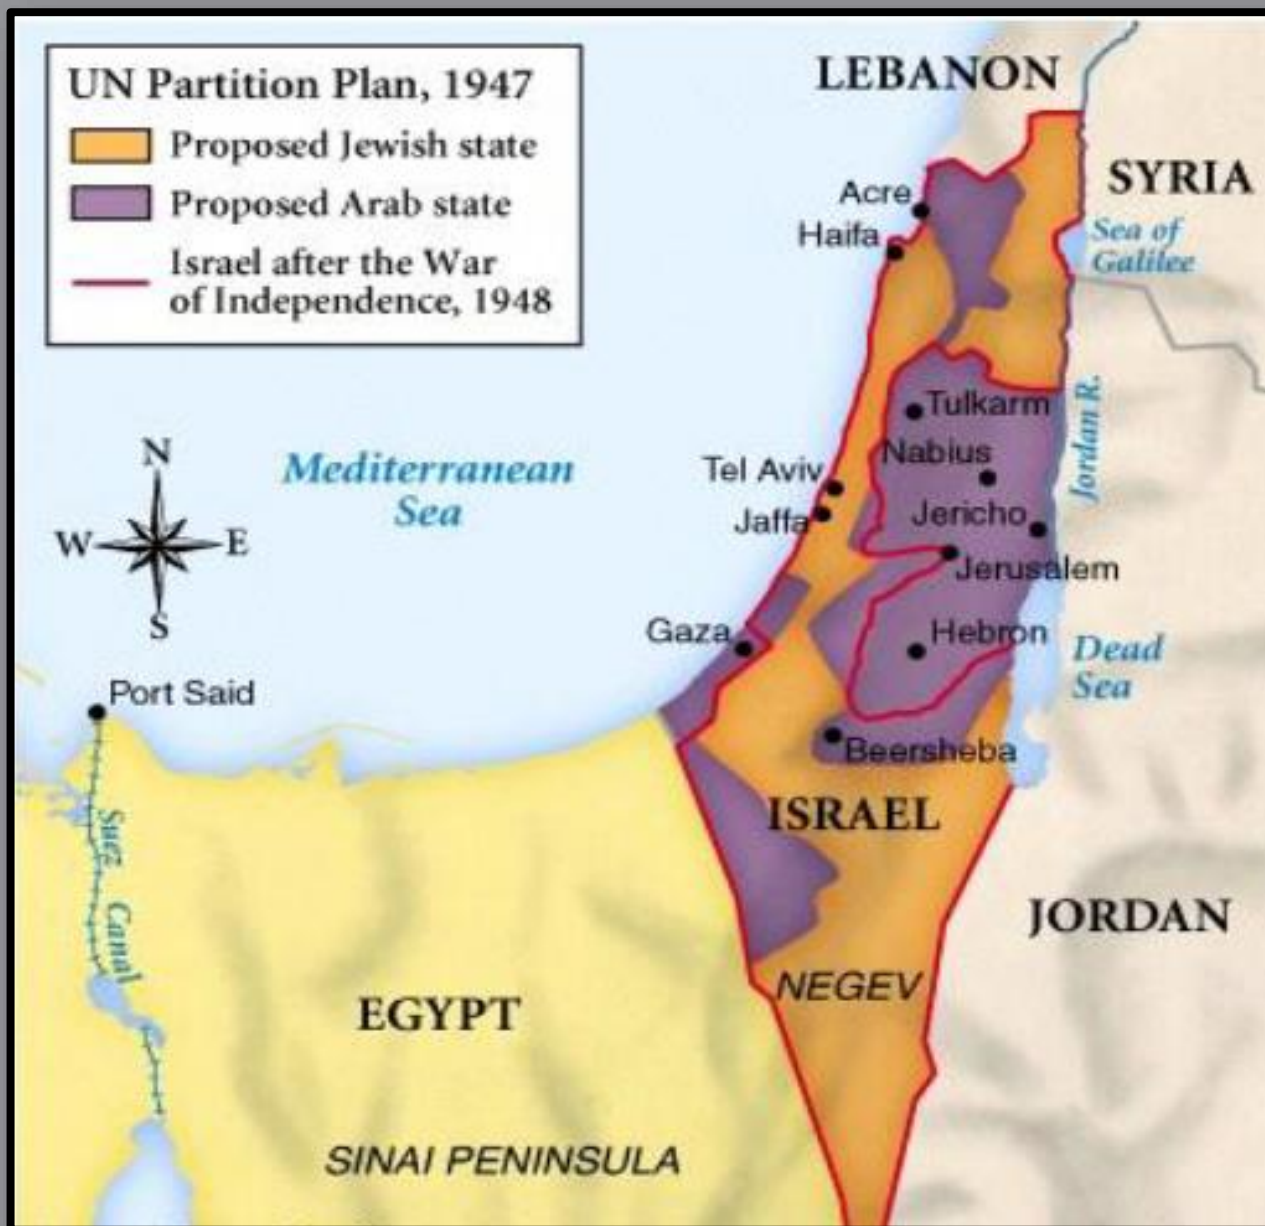 UN Partition Plan, 1947
Proposed Jewish state
Proposed Arab state
Israel after the War
of Independence, 1948
LEBANON
SYRIA
Acre
Haifa
Sea of
Galilee
Tulkarm
Jordan R.
Nabius
Tel Aviv
Jericho
Jaffa
Jerusalem
N
W
E
S
Mediterranean
Sea
Gaza
Hebron
Dead
Sea
Port Said
Beersheba
ISRAEL
Suez Canal
JORDAN
NEGEV
EGYPT
SINAI PENINSULA